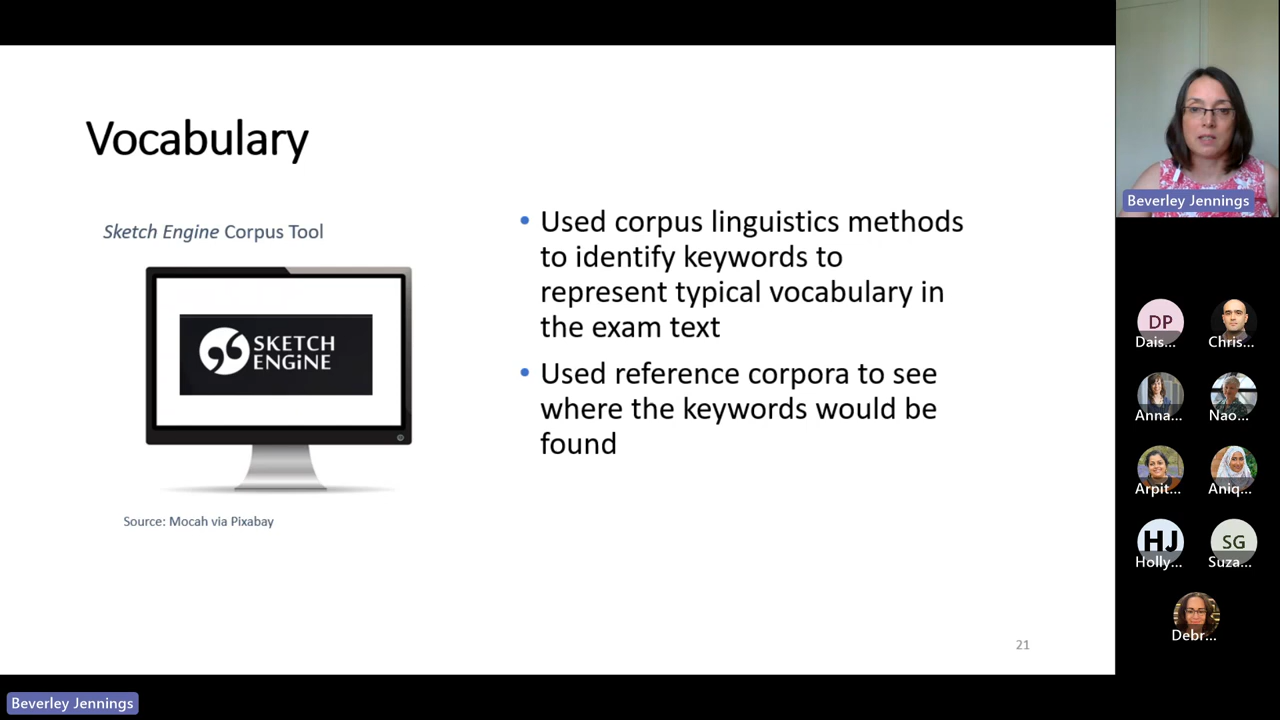 Vocabulary
Sketch Engine Corpus Tool
SKETCH
ENGINE
Source: Mocah via Pixabay
• Used corpus linguistics methods
to identify keywords to
represent typical vocabulary in
the exam text
• Used reference corpora to see
where the keywords would be
found
21
Beverley Jennings
DP
Dais...
Chris...
Anna...
Nao...
Arpit...
Aniq...
HJ
Holly...
SG
Suza...
Debr...
Beverley Jennings